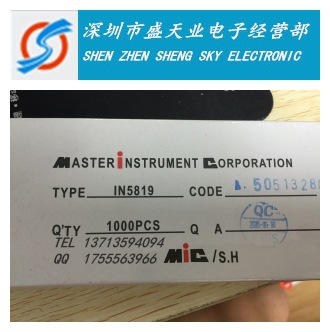 深圳市盛天业电子经营部
SHEN ZHEN SHENG SKY ELECTRONIC
MASTER INSTRUMENT CORPORATION
TYPE IN5819 CODE A. 5051328
Q'TY 1000PCS Q A QC
TEL 13713594094
QQ 1755563966 MIC /S.H